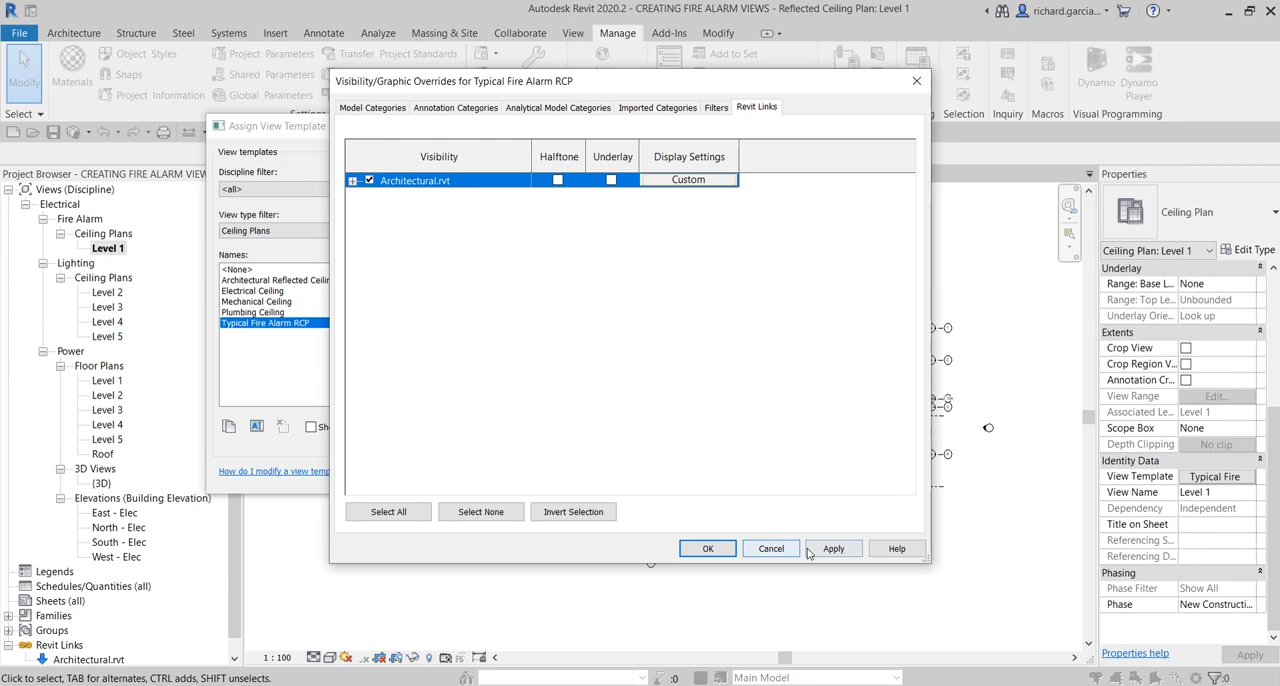 Autodesk Revit 2020.2 - CREATING FIRE ALARM VIEWS - Reflected Ceiling Plan: Level 1
richard.garcia...
File Architecture Structure Steel Systems Insert Annotate Analyze Massing & Site Collaborate View Manage Add-Ins Modify
Modify
Materials
Object Styles
Snaps
Project Information
Project Parameters
Shared Parameters
Global Parameters
Transfer Project Standards
Add to Set
Dynamo
Dynamo Player
Select
Selection Inquiry Macros Visual Programming
Project Browser - CREATING FIRE ALARM VIEW
Views (Discipline)
Electrical
Fire Alarm
Ceiling Plans
Level 1
Lighting
Ceiling Plans
Level 2
Level 3
Level 4
Level 5
Power
Floor Plans
Level 1
Level 2
Level 3
Level 4
Level 5
Roof
3D Views
{3D}
Elevations (Building Elevation)
East - Elec
North - Elec
South - Elec
West - Elec
Legends
Schedules/Quantities (all)
Sheets (all)
Families
Groups
Revit Links
Architectural.rvt
Assign View Template
View templates
Discipline filter:
<all>
View type filter:
Ceiling Plans
Names:
<None>
Architectural Reflected Ceilin
Electrical Ceiling
Mechanical Ceiling
Plumbing Ceiling
Typical Fire Alarm RCP
How do I modify a view temp
Visibility/Graphic Overrides for Typical Fire Alarm RCP
Model Categories Annotation Categories Analytical Model Categories Imported Categories Filters Revit Links
Visibility Halftone Underlay Display Settings
Architectural.rvt Custom
Select All Select None Invert Selection
OK Cancel Apply Help
Properties
Ceiling Plan
Ceiling Plan: Level 1 Edit Type
Underlay
Range: Base L... None
Range: Top Le... Unbounded
Underlay Orie... Look up
Extents
Crop View
Crop Region V...
Annotation Cr...
View Range Edit...
Associated Le... Level 1
Scope Box None
Depth Clipping No clip
Identity Data
View Template Typical Fire
View Name Level 1
Dependency Independent
Title on Sheet
Referencing S...
Referencing D...
Phasing
Phase Filter Show All
Phase New Constructi...
Properties help Apply
1 : 100
Click to select, TAB for alternates, CTRL adds, SHIFT unselects.
:0
Main Model
:0